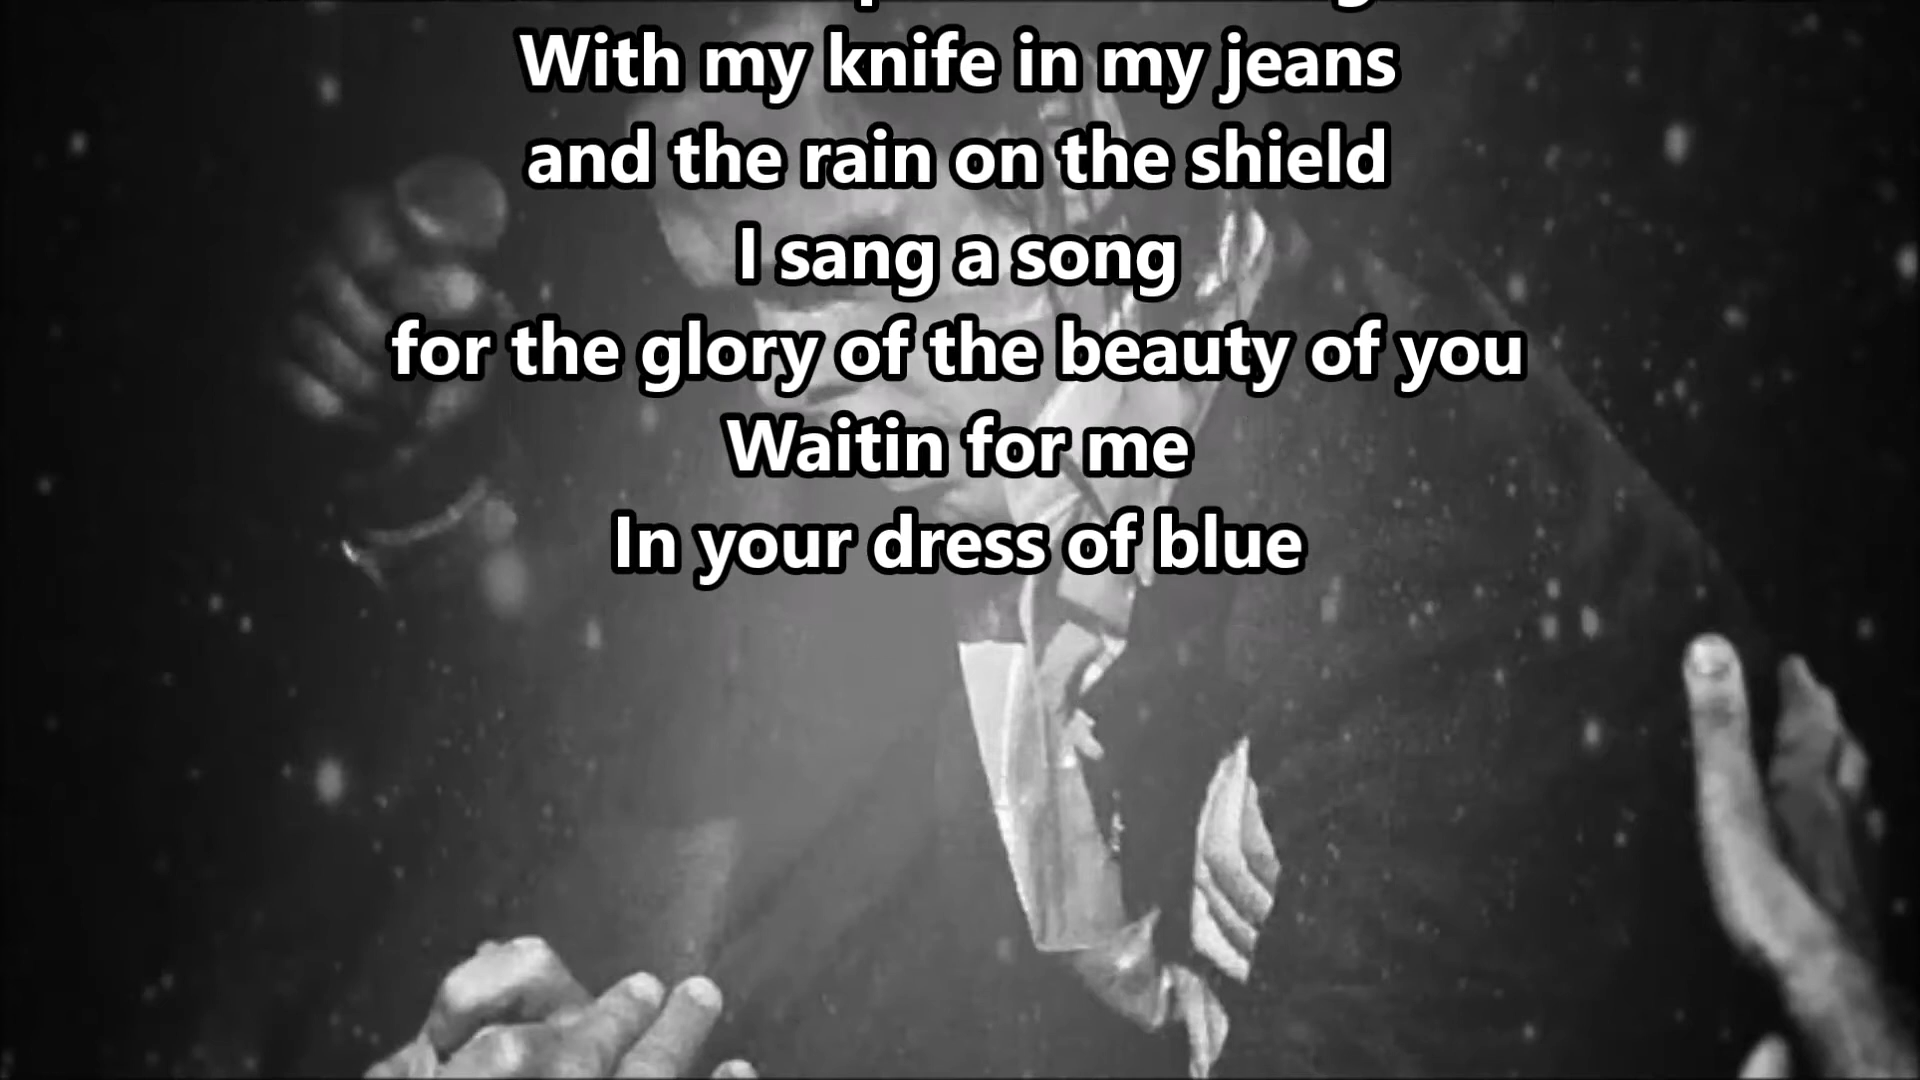 With my knife in my jeans
and the rain on the shield
I sang a song
for the glory of the beauty of you
Waitin for me
In your dress of blue